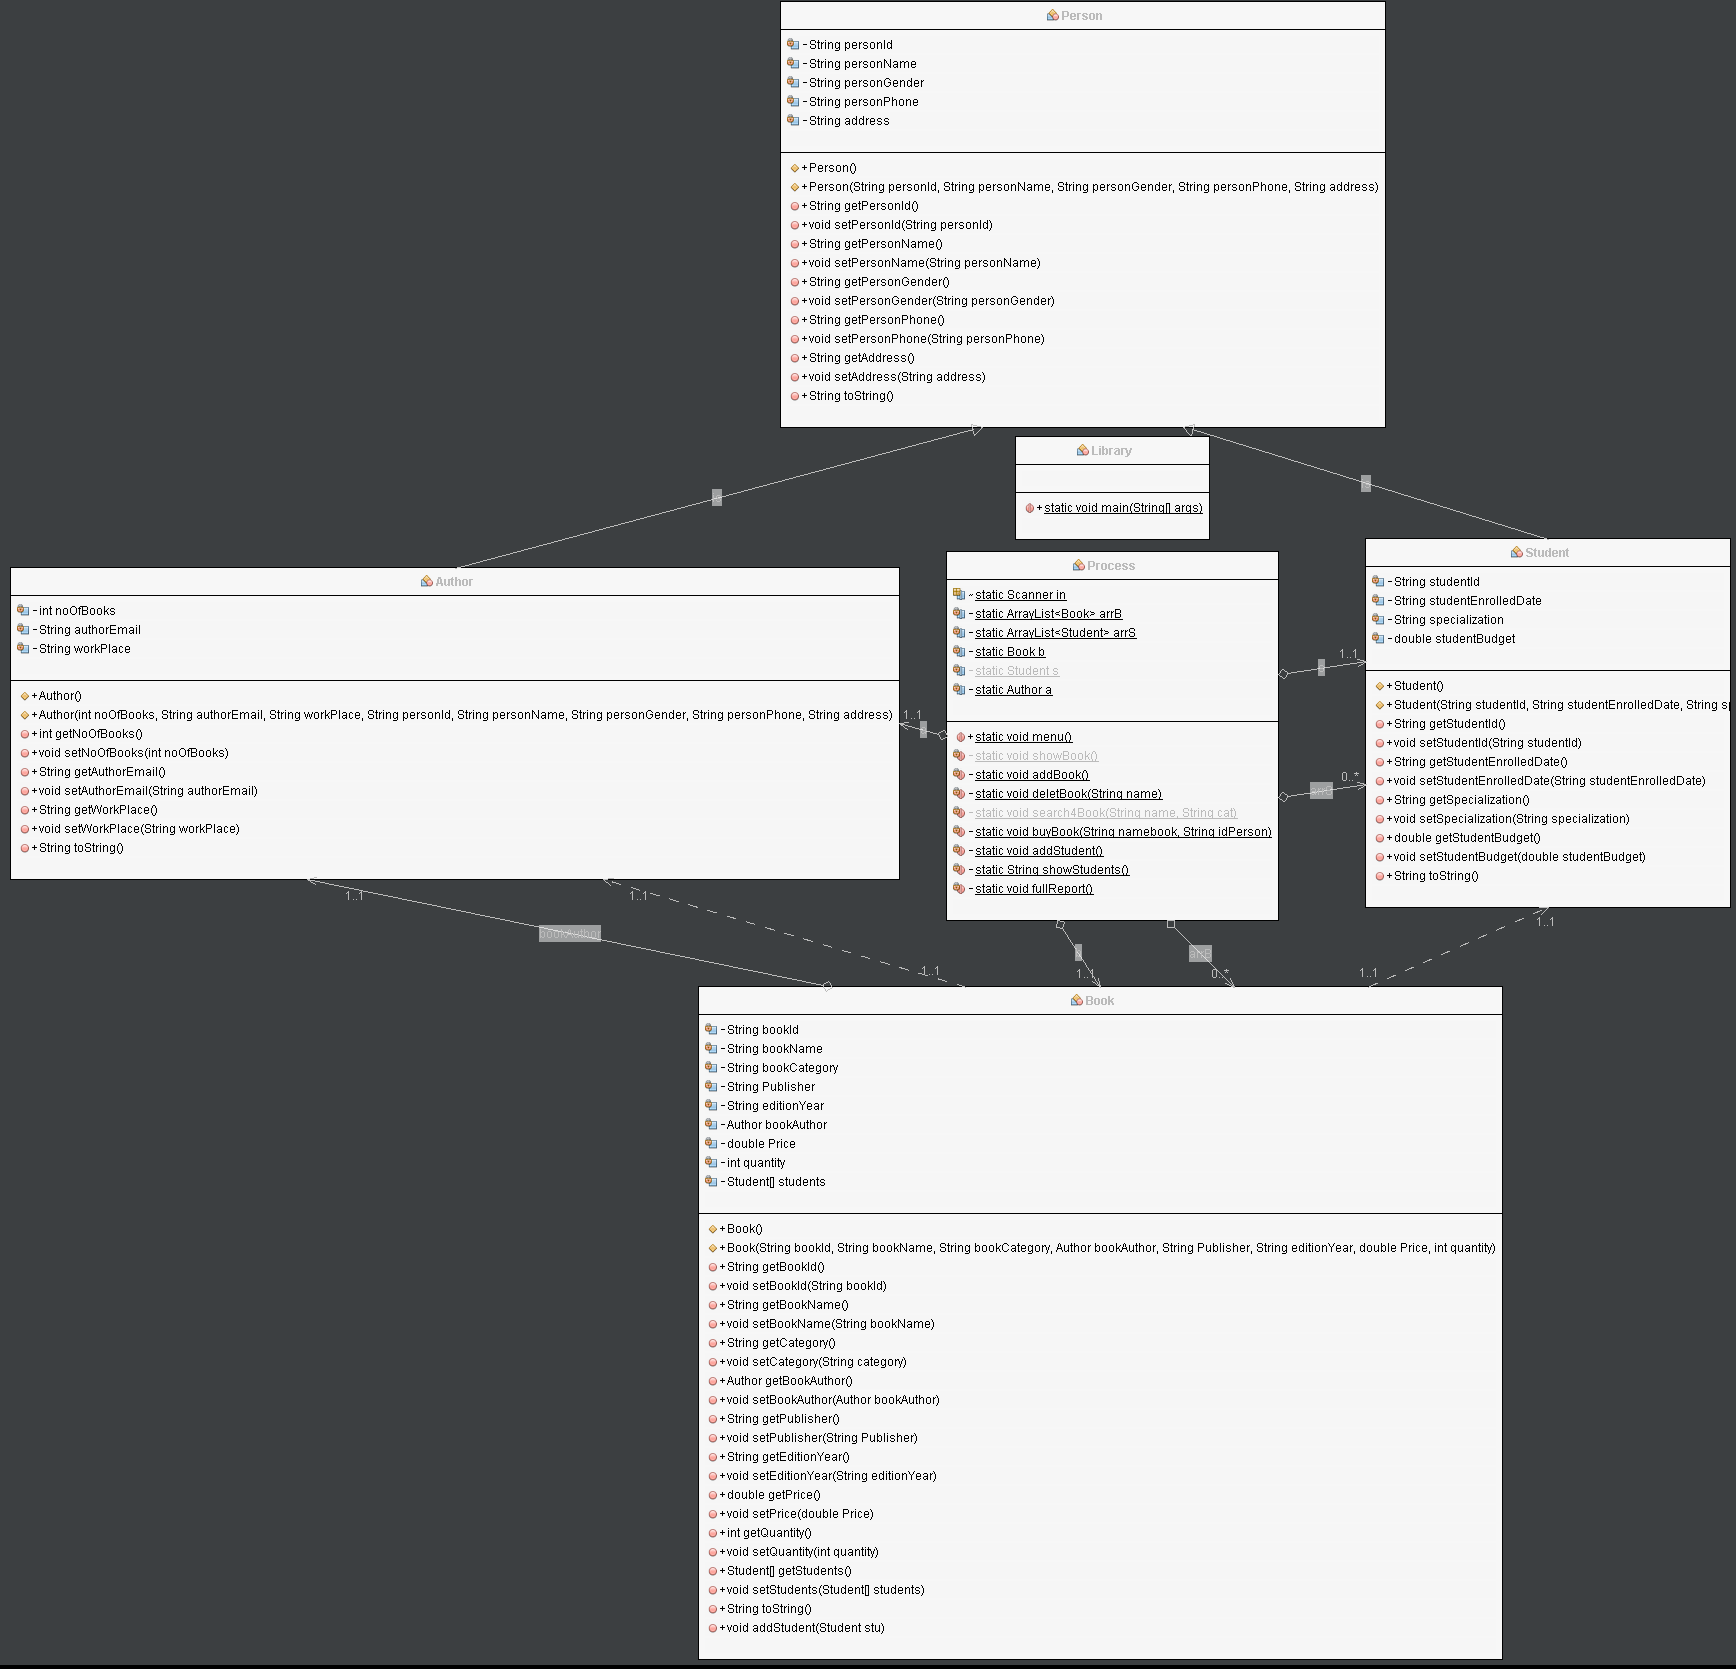 Person
- String personId
- String personName
- String personGender
- String personPhone
- String address
+ Person()
+ Person(String personId, String personName, String personGender, String personPhone, String address)
+ String getPersonId()
+ void setPersonId(String personId)
+ String getPersonName()
+ void setPersonName(String personName)
+ String getPersonGender()
+ void setPersonGender(String personGender)
+ String getPersonPhone()
+ void setPersonPhone(String personPhone)
+ String getAddress()
+ void setAddress(String address)
+ String toString()
Library
+ static void main(String[] args)
Author
- int noOfBooks
- String authorEmail
- String workPlace
+ Author()
+ Author(int noOfBooks, String authorEmail, String workPlace, String personId, String personName, String personGender, String personPhone, String address)
+ int getNoOfBooks()
+ void setNoOfBooks(int noOfBooks)
+ String getAuthorEmail()
+ void setAuthorEmail(String authorEmail)
+ String getWorkPlace()
+ void setWorkPlace(String workPlace)
+ String toString()
1..1
Process
~ static Scanner in
- static ArrayList<Book> arrB
- static ArrayList<Student> arrS
- static Book b
- static Student s
- static Author a
+ static void menu()
- static void showBook()
- static void addBook()
- static void deletBook(String name)
- static void search4Book(String name, String cat)
- static void buyBook(String namebook, String idPerson)
- static void addStudent()
- static String showStudents()
- static void fullReport()
1..1
0..*
arrS
Student
- String studentId
- String studentEnrolledDate
- String specialization
- double studentBudget
+ Student()
+ Student(String studentId, String studentEnrolledDate, String sp
+ String getStudentId()
+ void setStudentId(String studentId)
+ String getStudentEnrolledDate()
+ void setStudentEnrolledDate(String studentEnrolledDate)
+ String getSpecialization()
+ void setSpecialization(String specialization)
+ double getStudentBudget()
+ void setStudentBudget(double studentBudget)
+ String toString()
1..1
1..1
1..1
bookAuthor
arrB
1..1
1..1
0..*
1..1
Book
- String bookId
- String bookName
- String bookCategory
- String Publisher
- String editionYear
- Author bookAuthor
- double Price
- int quantity
- Student[] students
+ Book()
+ Book(String bookId, String bookName, String bookCategory, Author bookAuthor, String Publisher, String editionYear, double Price, int quantity)
+ String getBookId()
+ void setBookId(String bookId)
+ String getBookName()
+ void setBookName(String bookName)
+ String getCategory()
+ void setCategory(String category)
+ Author getBookAuthor()
+ void setBookAuthor(Author bookAuthor)
+ String getPublisher()
+ void setPublisher(String Publisher)
+ String getEditionYear()
+ void setEditionYear(String editionYear)
+ double getPrice()
+ void setPrice(double Price)
+ int getQuantity()
+ void setQuantity(int quantity)
+ Student[] getStudents()
+ void setStudents(Student[] students)
+ String toString()
+ void addStudent(Student stu)